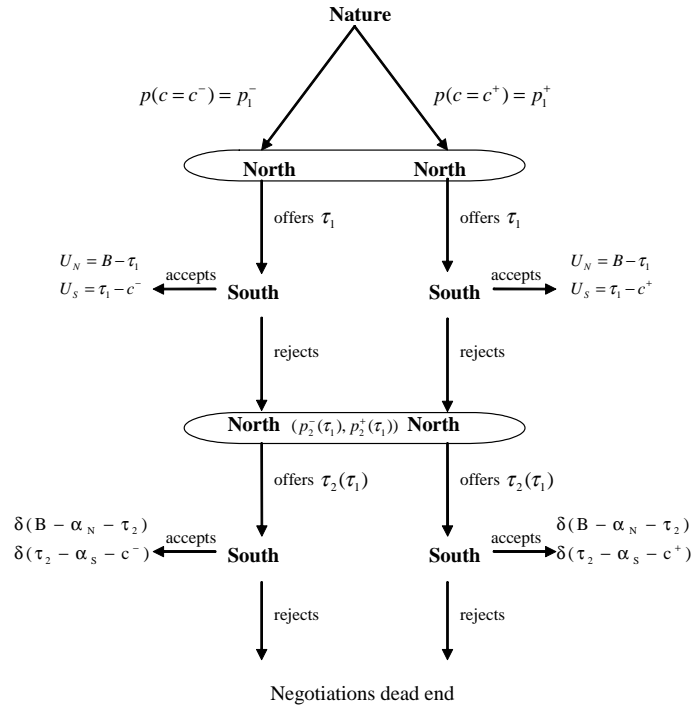 Nature
p(c = c⁻) = p₁⁻
p(c = c⁺) = p₁⁺
North
North
offers τ₁
offers τ₁
U_N = B − τ₁
U_S = τ₁ − c⁻
accepts
South
South
accepts
U_N = B − τ₁
U_S = τ₁ − c⁺
rejects
rejects
North (p₂⁻(τ₁), p₂⁺(τ₁)) North
offers τ₂(τ₁)
offers τ₂(τ₁)
δ(B − α_N − τ₂)
δ(τ₂ − α_S − c⁻)
accepts
South
South
accepts
δ(B − α_N − τ₂)
δ(τ₂ − α_S − c⁺)
rejects
rejects
Negotiations dead end